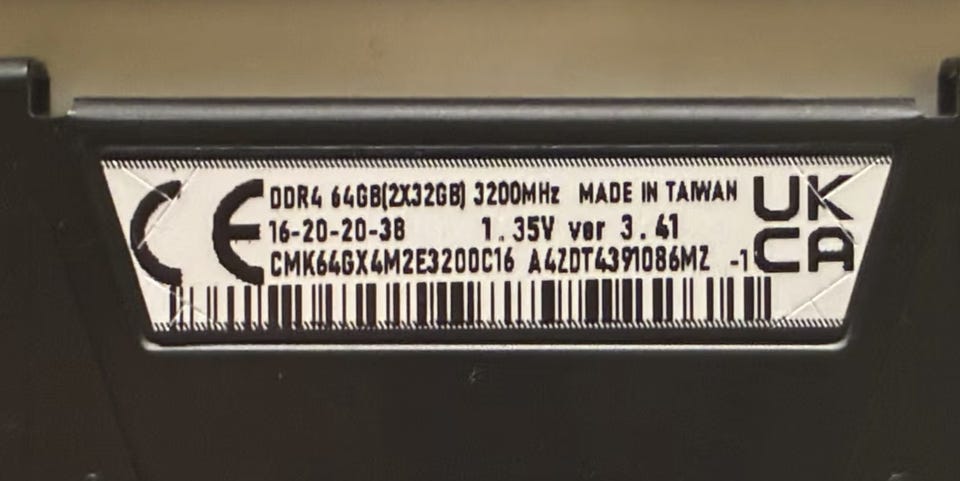 CE
DDR4 64GB(2X32GB) 3200MHz MADE IN TAIWAN
16-20-20-38 1.35V ver 3.41
CMK64GX4M2E3200C16 A4ZDT4391086MZ -1
UK
CA